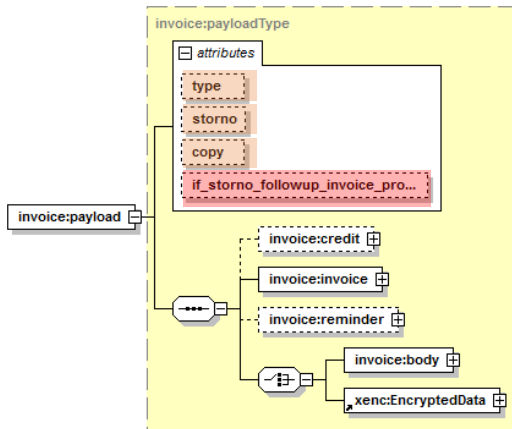 invoice:payloadType
attributes
type
storno
copy
if_storno_followup_invoice_pro...
invoice:payload
invoice:credit
invoice:invoice
invoice:reminder
invoice:body
xenc:EncryptedData